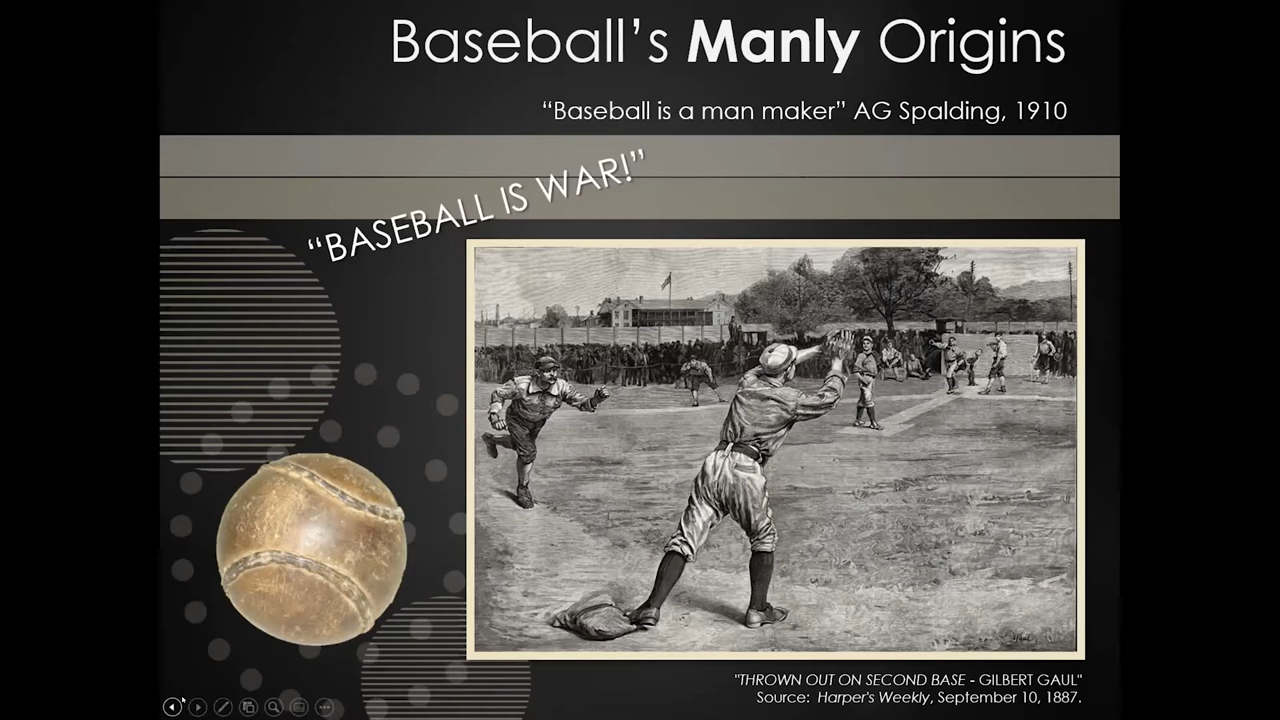 Baseball's Manly Origins
“Baseball is a man maker” AG Spalding, 1910
“BASEBALL IS WAR!”
"THROWN OUT ON SECOND BASE - GILBERT GAUL"
Source: Harper's Weekly, September 10, 1887.